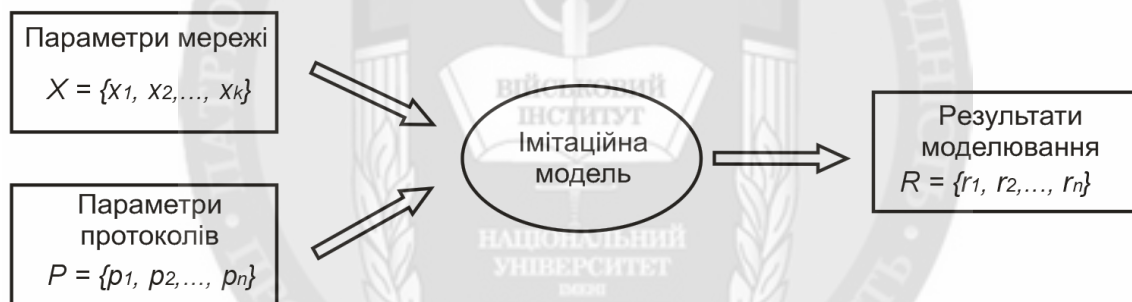 Параметри мережі
X = {x1, x2,..., xk}
Параметри
протоколів
P = {p1, p2,..., pn}
Імітаційна
модель
Результати
моделювання
R = {r1, r2,..., rn}
ВІЙСЬКОВИЙ
ІНСТИТУТ
НАЦІОНАЛЬНИЙ
УНІВЕРСИТЕТ